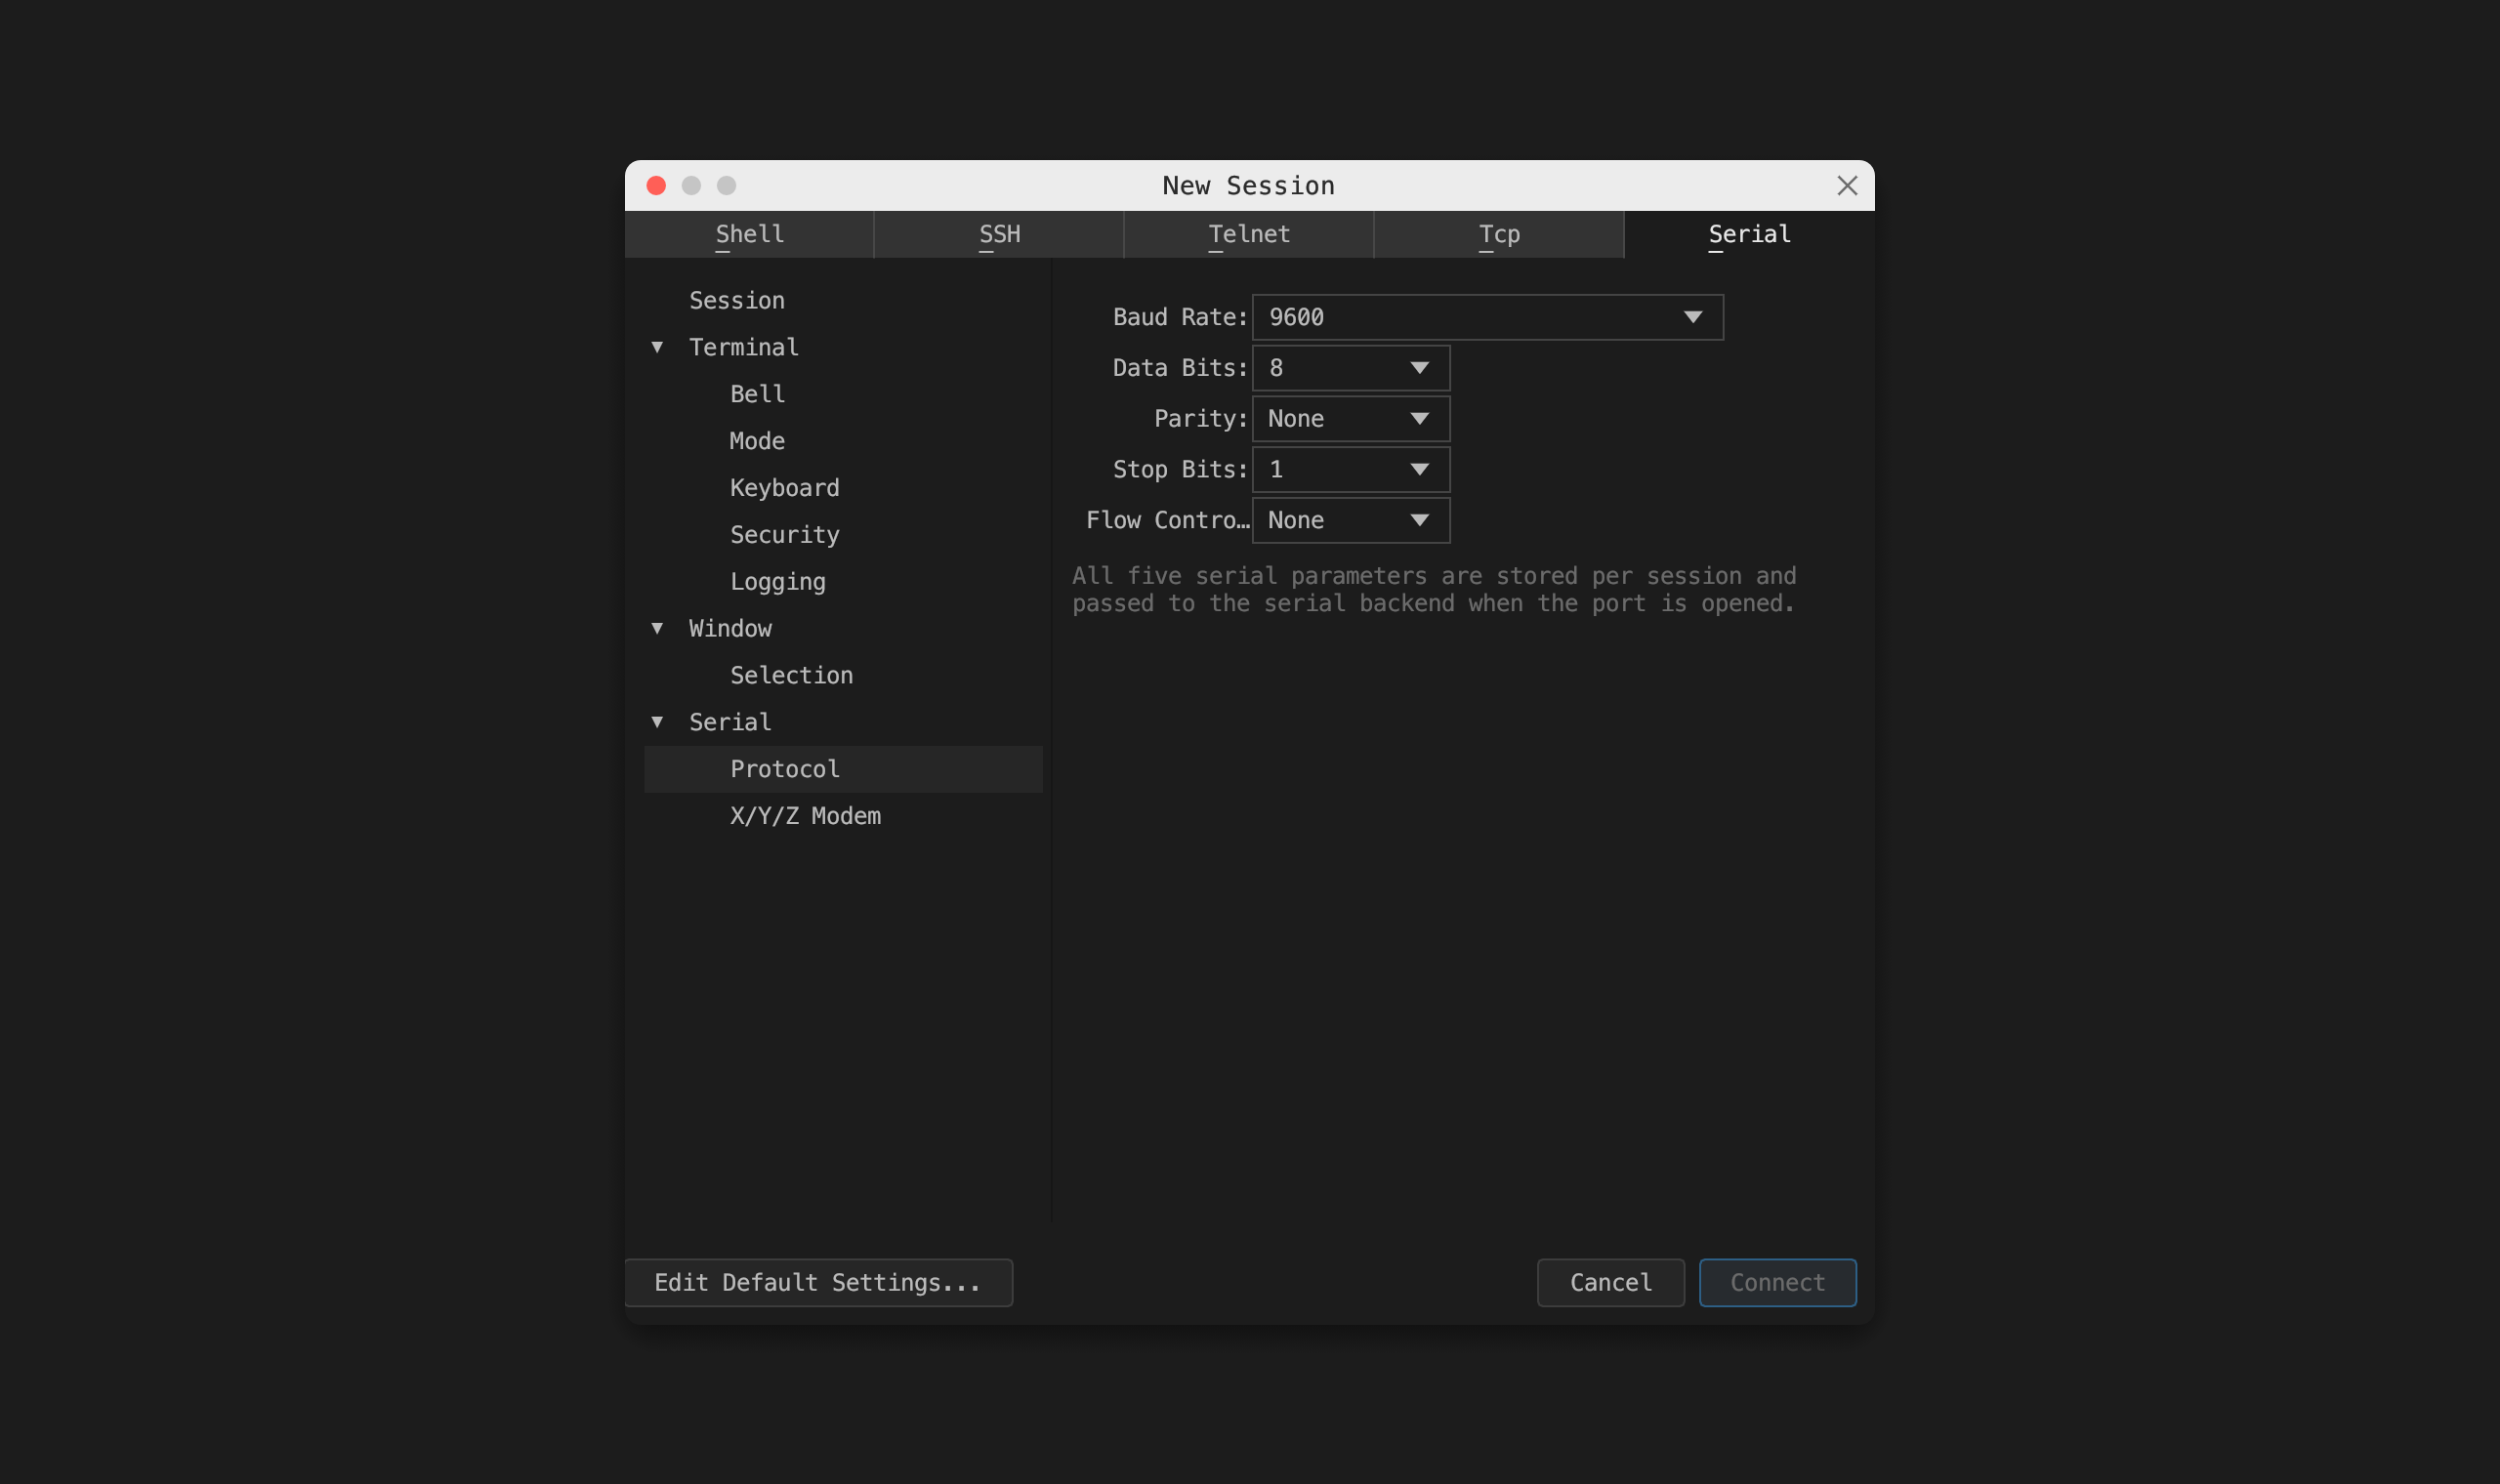 New Session
Shell SSH Telnet Tcp Serial
Session
Terminal
Bell
Mode
Keyboard
Security
Logging
Window
Selection
Serial
Protocol
X/Y/Z Modem
Baud Rate: 9600
Data Bits: 8
Parity: None
Stop Bits: 1
Flow Contro… None
All five serial parameters are stored per session and
passed to the serial backend when the port is opened.
Edit Default Settings... Cancel Connect